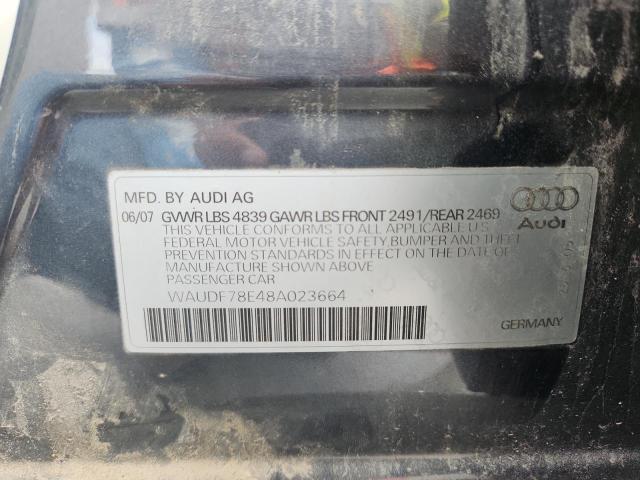 MFD. BY AUDI AG
06/07 GVWR LBS 4839 GAWR LBS FRONT 2491/REAR 2469
THIS VEHICLE CONFORMS TO ALL APPLICABLE U.S
FEDERAL MOTOR VEHICLE SAFETY, BUMPER AND THEFT
PREVENTION STANDARDS IN EFFECT ON THE DATE OF
MANUFACTURE SHOWN ABOVE
PASSENGER CAR
WAUDF78E48A023664
Audi
GERMANY